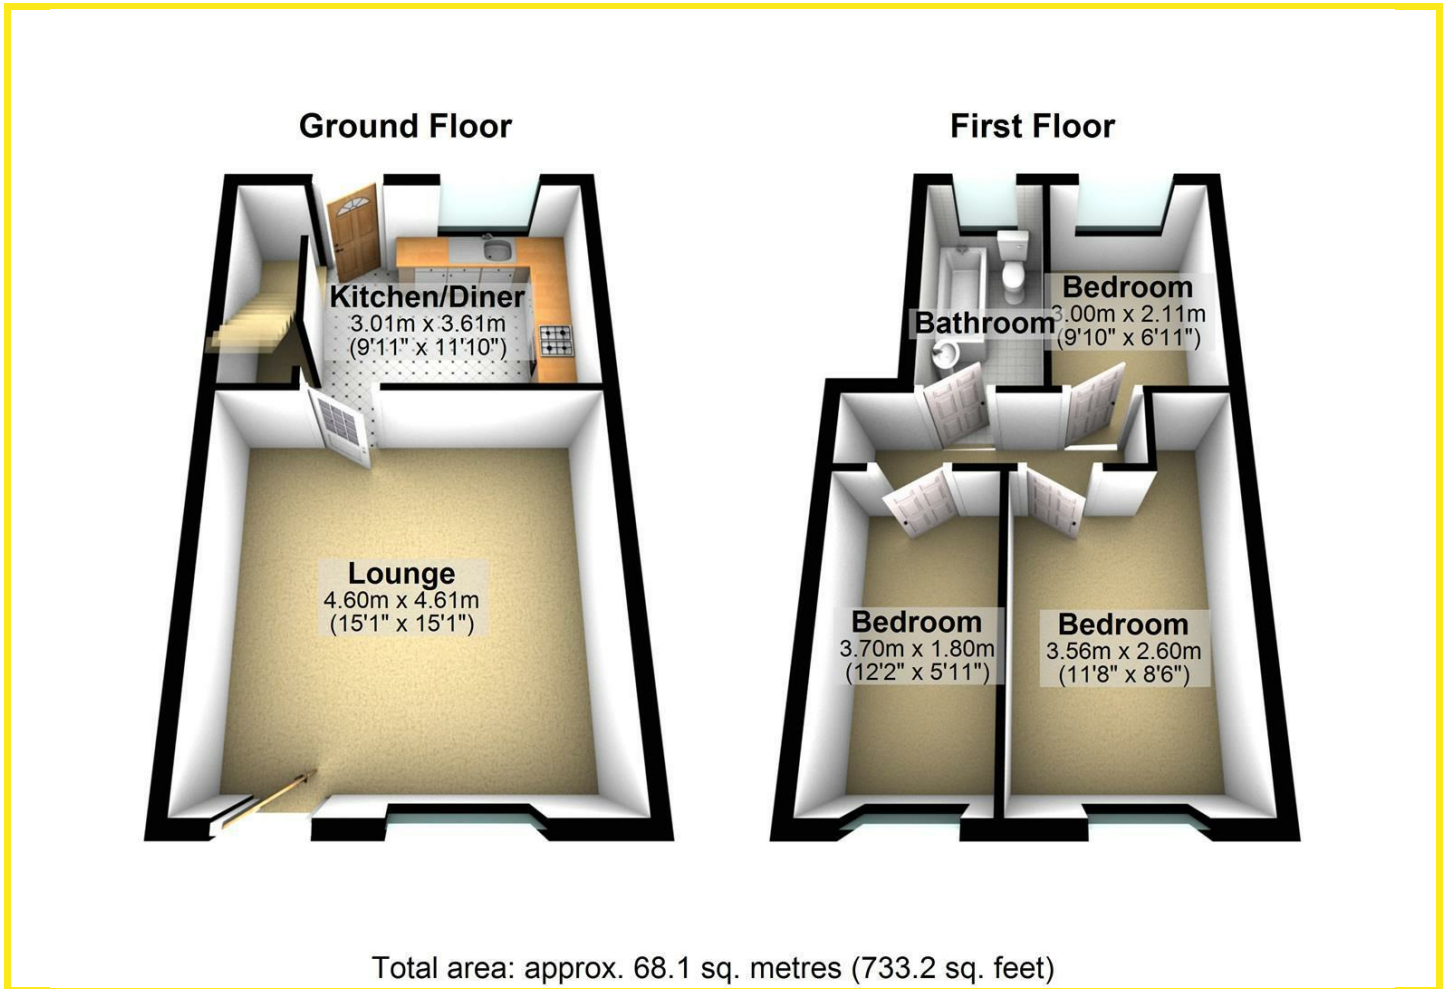 Ground Floor
Kitchen/Diner
3.01m x 3.61m
(9'11" x 11'10")
Lounge
4.60m x 4.61m
(15'1" x 15'1")
First Floor
Bathroom
Bedroom
3.00m x 2.11m
(9'10" x 6'11")
Bedroom
3.70m x 1.80m
(12'2" x 5'11")
Bedroom
3.56m x 2.60m
(11'8" x 8'6")
Total area: approx. 68.1 sq. metres (733.2 sq. feet)